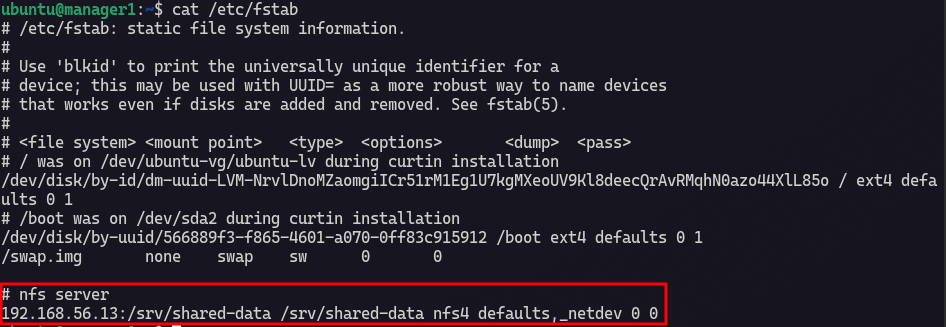 ubuntu@manager1:~$ cat /etc/fstab
# /etc/fstab: static file system information.
#
# Use 'blkid' to print the universally unique identifier for a
# device; this may be used with UUID= as a more robust way to name devices
# that works even if disks are added and removed. See fstab(5).
#
# <file system> <mount point>   <type>  <options>       <dump>  <pass>
# / was on /dev/ubuntu-vg/ubuntu-lv during curtin installation
/dev/disk/by-id/dm-uuid-LVM-NrvlDnoMZaomgiICr51rM1Eg1U7kgMXeoUV9Kl8deecQrAvRMqhN0azo44XlL85o / ext4 defa
ults 0 1
# /boot was on /dev/sda2 during curtin installation
/dev/disk/by-uuid/566889f3-f865-4601-a070-0ff83c915912 /boot ext4 defaults 0 1
/swap.img       none    swap    sw      0       0
# nfs server
192.168.56.13:/srv/shared-data /srv/shared-data nfs4 defaults,_netdev 0 0